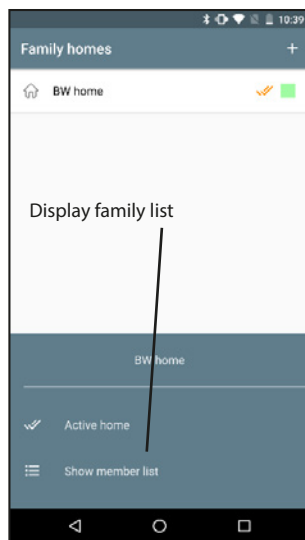 10:39
Family homes +
BW home
Display family list
BW home
Active home
Show member list